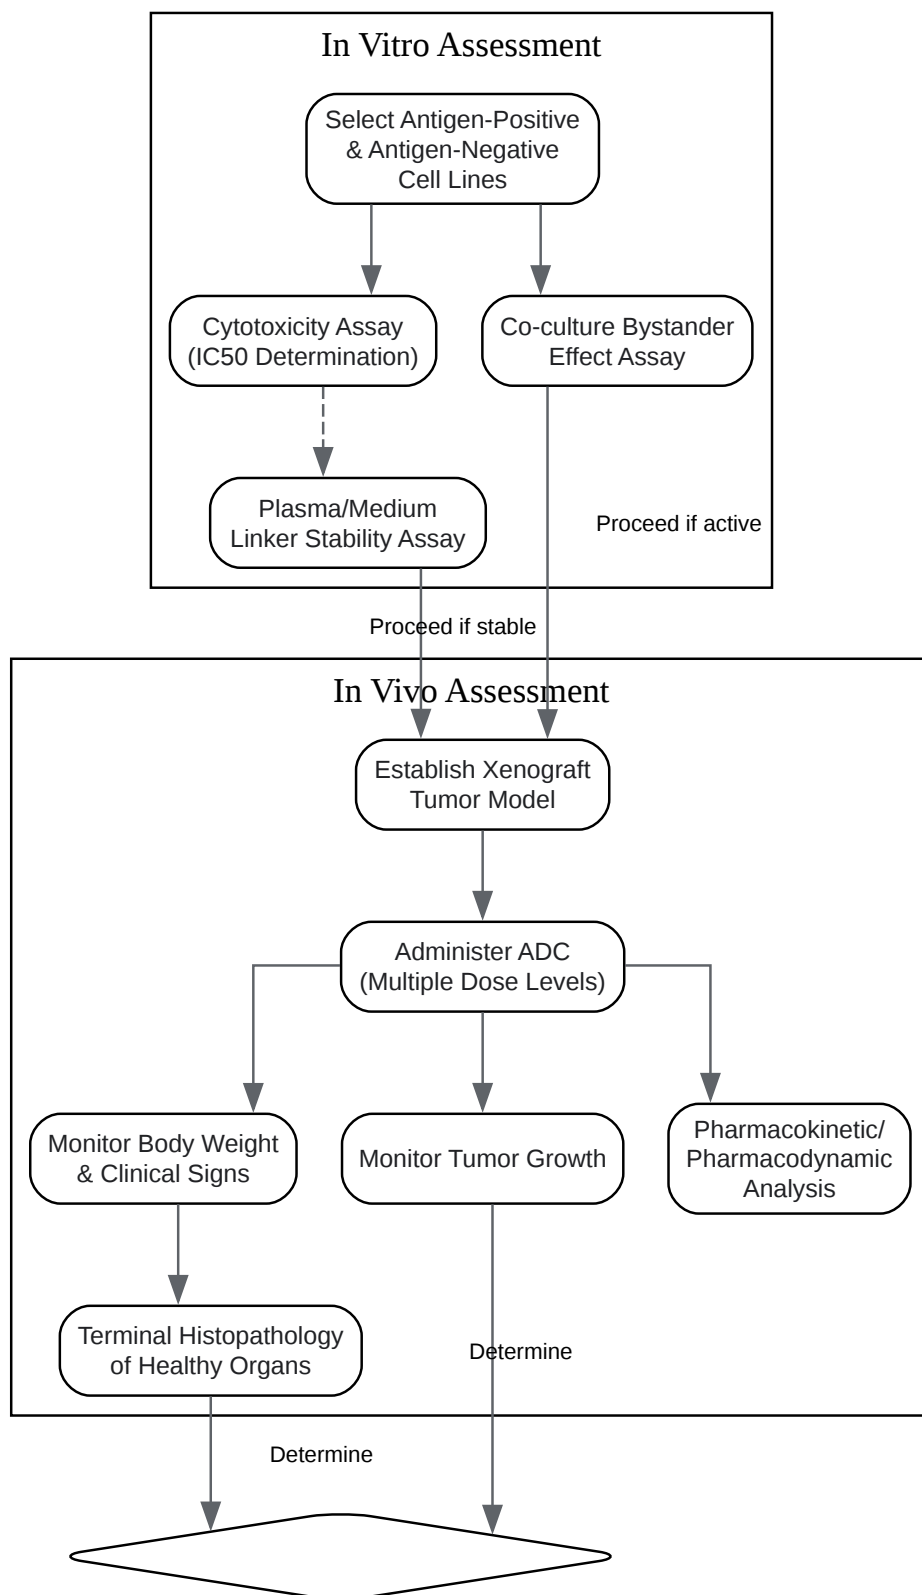 In Vitro Assessment
Select Antigen-Positive
& Antigen-Negative
Cell Lines
Cytotoxicity Assay
(IC50 Determination)
Co-culture Bystander
Effect Assay
Plasma/Medium
Linker Stability Assay
Proceed if active
Proceed if stable
In Vivo Assessment
Establish Xenograft
Tumor Model
Administer ADC
(Multiple Dose Levels)
Monitor Body Weight
& Clinical Signs
Monitor Tumor Growth
Pharmacokinetic/
Pharmacodynamic
Analysis
Terminal Histopathology
of Healthy Organs
Determine
Determine